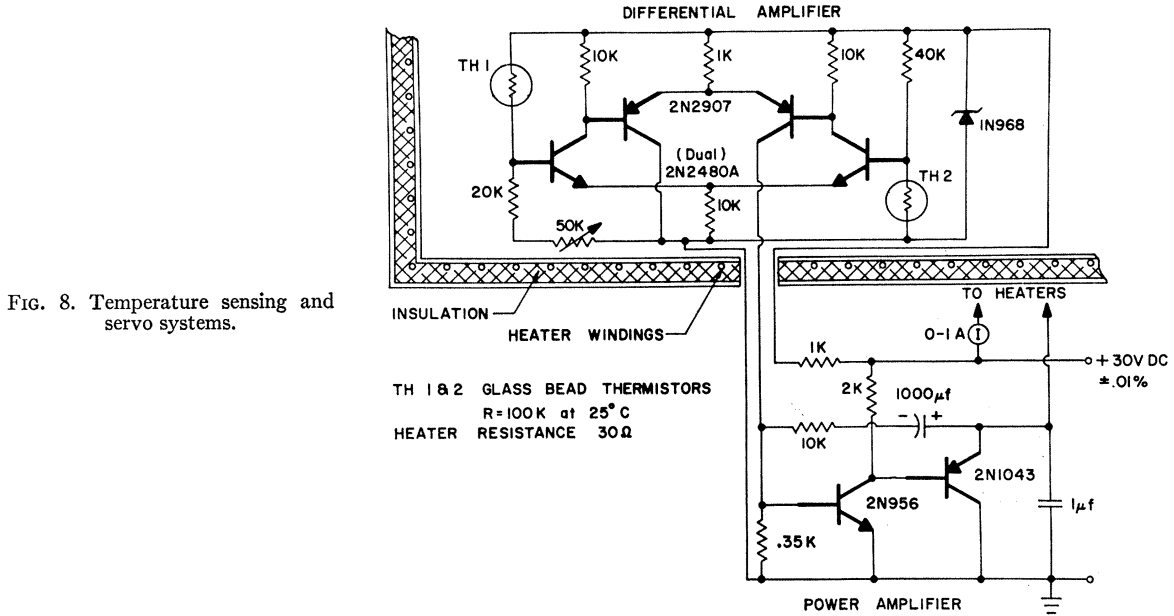 DIFFERENTIAL AMPLIFIER
TH 1
10K
1K
10K
40K
2N2907
1N968
(Dual)
2N2480A
TH 2
20K
10K
50K
INSULATION
HEATER WINDINGS
TO HEATERS
FIG. 8. Temperature sensing and
servo systems.
0-1 A
I
1K
+ 30V DC
±.01%
2K
1000μf
- +
TH 1 & 2 GLASS BEAD THERMISTORS
R = 100 K at 25° C
HEATER RESISTANCE 30Ω
10K
2N1043
2N956
1μf
.35K
POWER AMPLIFIER